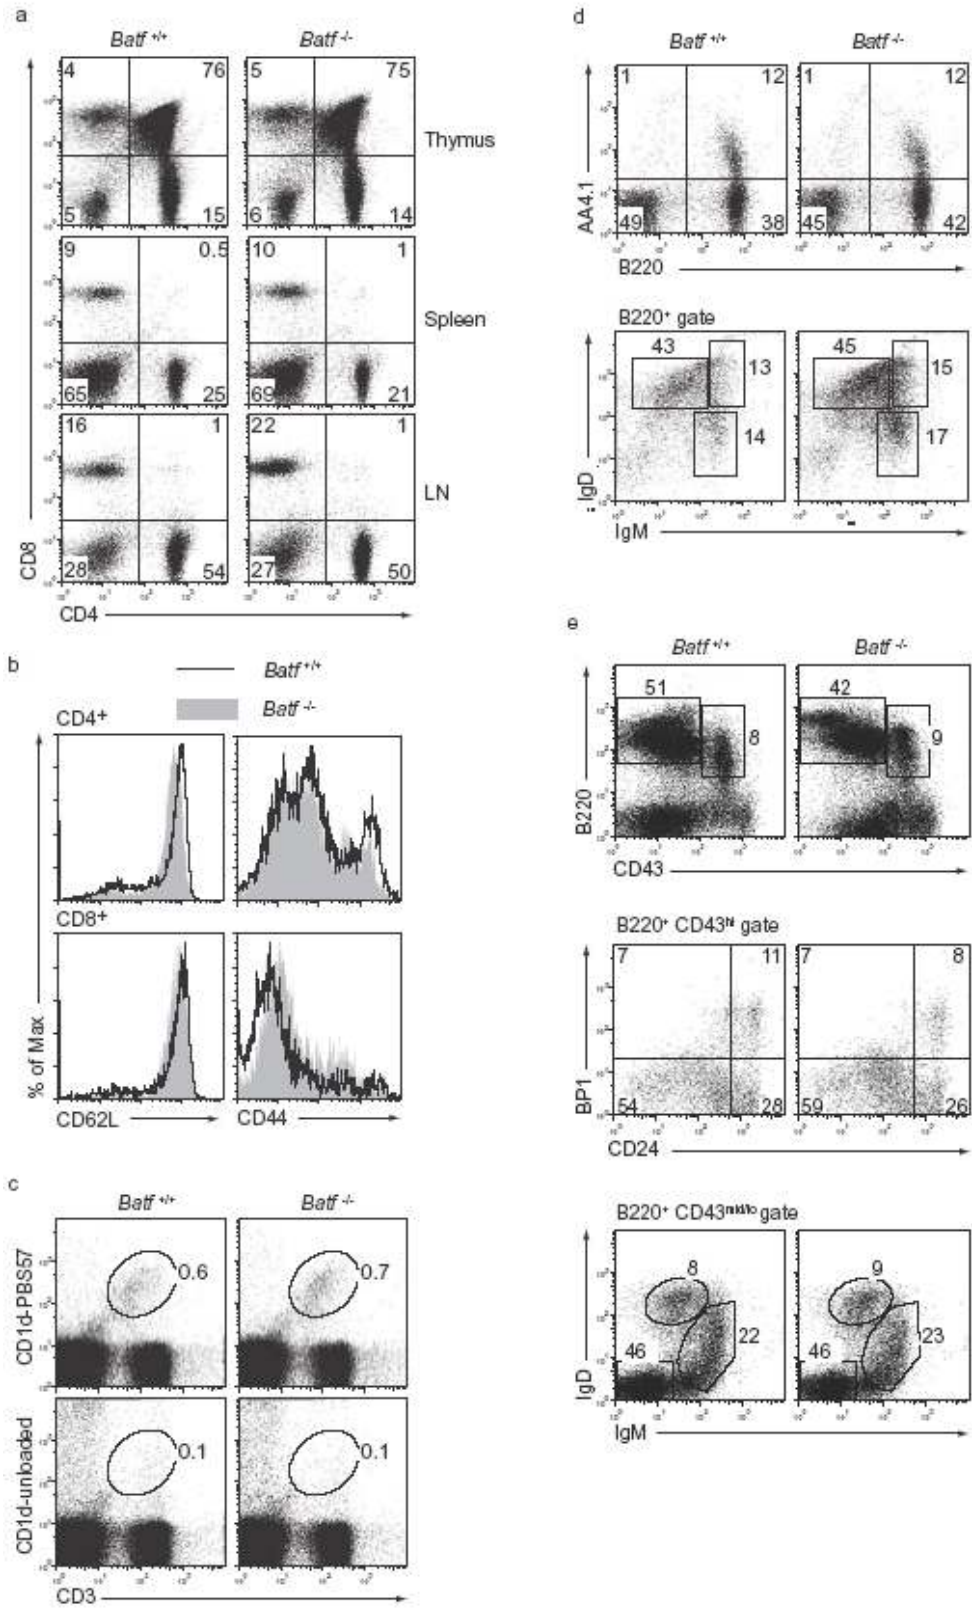 a
Batf +/+ Batf -/-
4 76 5 75
Thymus
5 15 6 14
9 0.5 10 1
Spleen
65 25 69 21
16 1 22 1
LN
28 54 27 50
CD8
CD4
b
Batf +/+
Batf -/-
CD4+
CD8+
% of Max
CD62L CD44
c
Batf +/+ Batf -/-
CD1d-PBS57
0.6 0.7
CD1d-unloaded
0.1 0.1
CD3
d
Batf +/+ Batf -/-
1 12 1 12
AA4.1
49 38 45 42
B220
B220+ gate
43 45
13 15
14 17
IgD
IgM
e
Batf +/+ Batf -/-
51 42
8 9
B220
CD43
B220+ CD43hi gate
7 11 7 8
BP1
54 28 59 26
CD24
B220+ CD43mid/lo gate
8 9
22 23
46 46
IgD
IgM